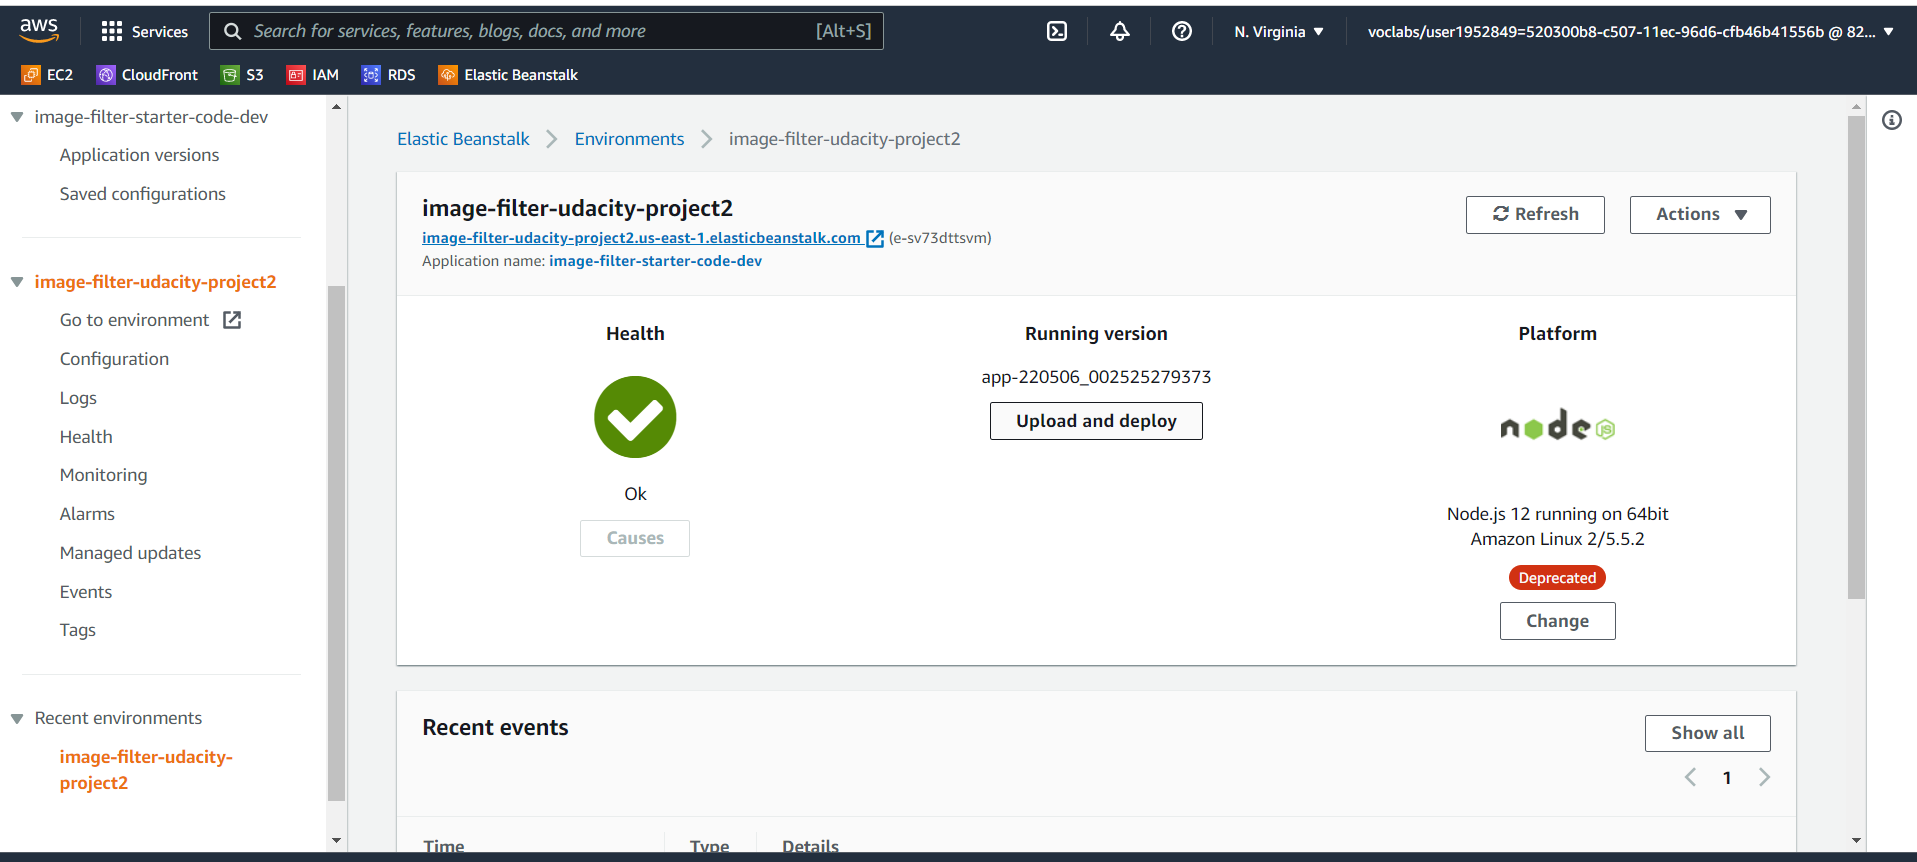 aws
Services
Search for services, features, blogs, docs, and more [Alt+S]
N. Virginia ▼
voclabs/user1952849=520300b8-c507-11ec-96d6-cfb46b41556b @ 82... ▼
EC2
CloudFront
S3
IAM
RDS
Elastic Beanstalk
image-filter-starter-code-dev
Application versions
Saved configurations
image-filter-udacity-project2
Go to environment
Configuration
Logs
Health
Monitoring
Alarms
Managed updates
Events
Tags
Recent environments
image-filter-udacity-
project2
Elastic Beanstalk > Environments > image-filter-udacity-project2
image-filter-udacity-project2
image-filter-udacity-project2.us-east-1.elasticbeanstalk.com (e-sv73dttsvm)
Application name: image-filter-starter-code-dev
Refresh
Actions ▼
Health
Ok
Causes
Running version
app-220506_002525279373
Upload and deploy
Platform
node JS
Node.js 12 running on 64bit
Amazon Linux 2/5.5.2
Deprecated
Change
Recent events
Show all
1
Time
Type
Details